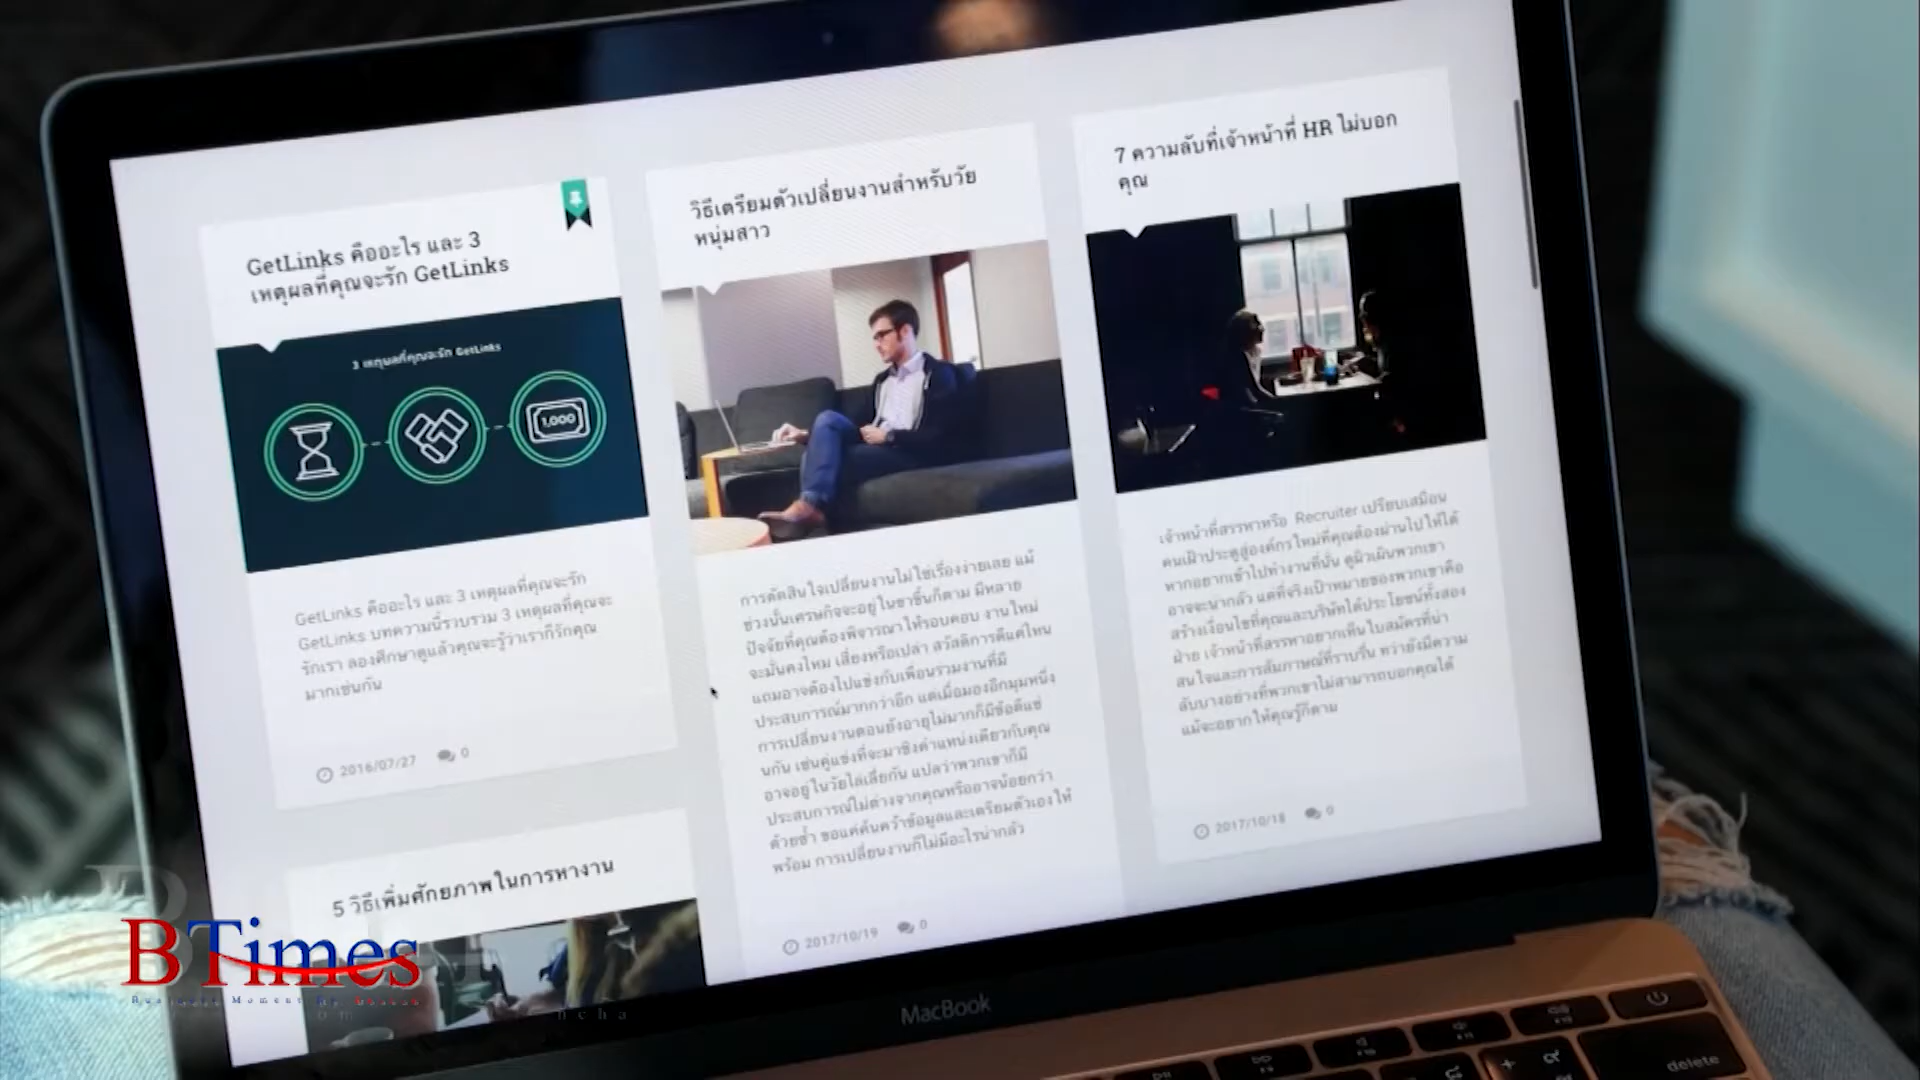 GetLinks คืออะไร และ 3
เหตุผลที่คุณจะรัก GetLinks
3 เหตุผลที่คุณจะรัก GetLinks
1,000
GetLinks คืออะไร และ 3 เหตุผลที่คุณจะรัก
GetLinks บทความนี้รวบรวม 3 เหตุผลที่คุณจะ
รักเรา ลองศึกษาดูแล้วคุณจะรู้ว่าเราก็รักคุณ
มากเช่นกัน
2016/07/27 0
5 วิธีเพิ่มศักยภาพในการหางาน
วิธีเตรียมตัวเปลี่ยนงานสำหรับวัย
หนุ่มสาว
การตัดสินใจเปลี่ยนงานไม่ใช่เรื่องง่ายเลย แม้
ช่วงนั้นเศรษฐกิจจะอยู่ในขาขึ้นก็ตาม มีหลาย
ปัจจัยที่คุณต้องพิจารณาให้รอบคอบ งานใหม่
จะมั่นคงไหม เสี่ยงหรือเปล่า สวัสดิการดีแค่ไหน
แถมอาจต้องไปแข่งกับเพื่อนร่วมงานที่มี
ประสบการณ์มากกว่าอีก แต่เมื่อมองอีกมุมหนึ่ง
การเปลี่ยนงานตอนยังอายุไม่มากก็มีข้อดีแซ่
นกัน เช่นคู่แข่งที่จะมาชิงตำแหน่งเดียวกับคุณ
อาจอยู่ในวัยไล่เลี่ยกัน แปลว่าพวกเขาก็มี
ประสบการณ์ไม่ต่างจากคุณหรืออาจน้อยกว่า
ด้วยซ้ำ ขอแค่ค้นคว้าข้อมูลและเตรียมตัวเองให้
พร้อม การเปลี่ยนงานก็ไม่มีอะไรน่ากลัว
2017/10/19 0
7 ความลับที่เจ้าหน้าที่ HR ไม่บอก
คุณ
เจ้าหน้าที่สรรหาหรือ Recruiter เปรียบเสมือน
คนเฝ้าประตูสู่องค์กรใหม่ที่คุณต้องผ่านไปให้ได้
หากอยากเข้าไปทำงานที่นั่น ดูผิวเผินพวกเขา
อาจจะน่ากลัว แต่ที่จริงเป้าหมายของพวกเขาคือ
สร้างเงื่อนไขที่คุณและบริษัทได้ประโยชน์ทั้งสอง
ฝ่าย เจ้าหน้าที่สรรหาอยากเห็นใบสมัครที่น่า
สนใจและการสัมภาษณ์ที่ราบรื่น ทว่ายังมีความ
ลับบางอย่างที่พวกเขาไม่สามารถบอกคุณได้
แม้จะอยากให้คุณรู้ก็ตาม
2017/10/18 0
BTimes
MacBook
delete